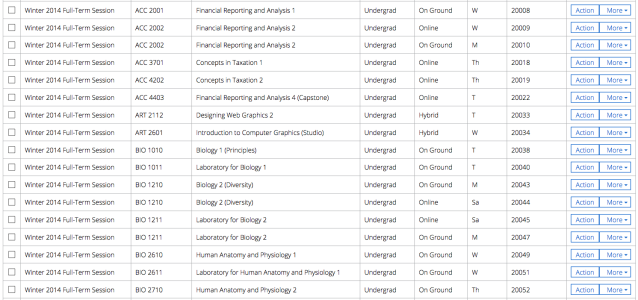 Winter 2014 Full-Term Session ACC 2001 Financial Reporting and Analysis 1 Undergrad On Ground W 20008 Action More
Winter 2014 Full-Term Session ACC 2002 Financial Reporting and Analysis 2 Undergrad Online W 20009 Action More
Winter 2014 Full-Term Session ACC 2002 Financial Reporting and Analysis 2 Undergrad On Ground M 20010 Action More
Winter 2014 Full-Term Session ACC 3701 Concepts in Taxation 1 Undergrad Online Th 20018 Action More
Winter 2014 Full-Term Session ACC 4202 Concepts in Taxation 2 Undergrad Online Th 20019 Action More
Winter 2014 Full-Term Session ACC 4403 Financial Reporting and Analysis 4 (Capstone) Undergrad Online T 20022 Action More
Winter 2014 Full-Term Session ART 2112 Designing Web Graphics 2 Undergrad Hybrid T 20033 Action More
Winter 2014 Full-Term Session ART 2601 Introduction to Computer Graphics (Studio) Undergrad Hybrid W 20034 Action More
Winter 2014 Full-Term Session BIO 1010 Biology 1 (Principles) Undergrad On Ground T 20038 Action More
Winter 2014 Full-Term Session BIO 1011 Laboratory for Biology 1 Undergrad On Ground T 20040 Action More
Winter 2014 Full-Term Session BIO 1210 Biology 2 (Diversity) Undergrad On Ground M 20043 Action More
Winter 2014 Full-Term Session BIO 1210 Biology 2 (Diversity) Undergrad Online Sa 20044 Action More
Winter 2014 Full-Term Session BIO 1211 Laboratory for Biology 2 Undergrad Online Sa 20045 Action More
Winter 2014 Full-Term Session BIO 1211 Laboratory for Biology 2 Undergrad On Ground M 20047 Action More
Winter 2014 Full-Term Session BIO 2610 Human Anatomy and Physiology 1 Undergrad On Ground W 20049 Action More
Winter 2014 Full-Term Session BIO 2611 Laboratory for Human Anatomy and Physiology 1 Undergrad On Ground W 20051 Action More
Winter 2014 Full-Term Session BIO 2710 Human Anatomy and Physiology 2 Undergrad On Ground Th 20052 Action More